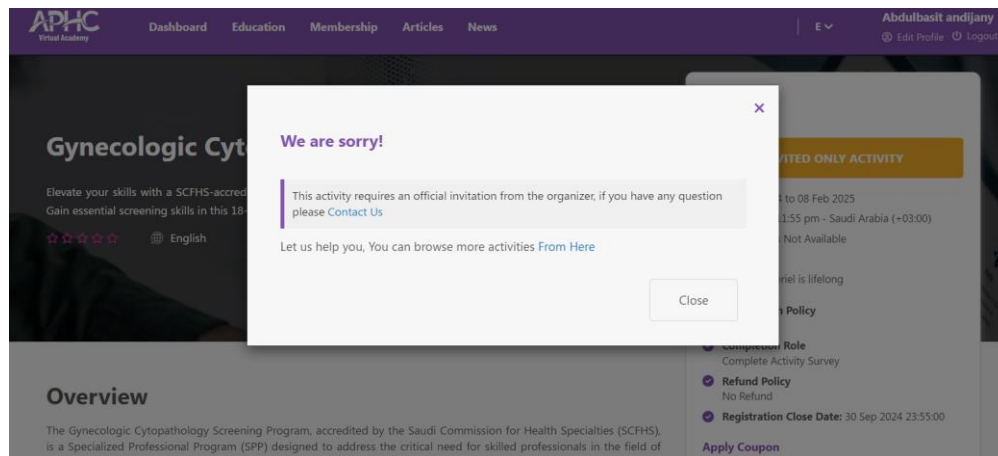 APHC
Virtual Academy
Dashboard Education Membership Articles News
E
Abdulbasit andijany
Edit Profile Logout
We are sorry!
This activity requires an official invitation from the organizer, if you have any question
please Contact Us
Let us help you, You can browse more activities From Here
Close
Gynecologic Cyt
Elevate your skills with a SCFHS-accred
Gain essential screening skills in this 18-
English
ITED ONLY ACTIVITY
to 08 Feb 2025
1:55 pm - Saudi Arabia (+03:00)
Not Available
riel is lifelong
Policy
Completion Role
Complete Activity Survey
Refund Policy
No Refund
Registration Close Date: 30 Sep 2024 23:55:00
Apply Coupon
Overview
The Gynecologic Cytopathology Screening Program, accredited by the Saudi Commission for Health Specialties (SCFHS),
is a Specialized Professional Program (SPP) designed to address the critical need for skilled professionals in the field of